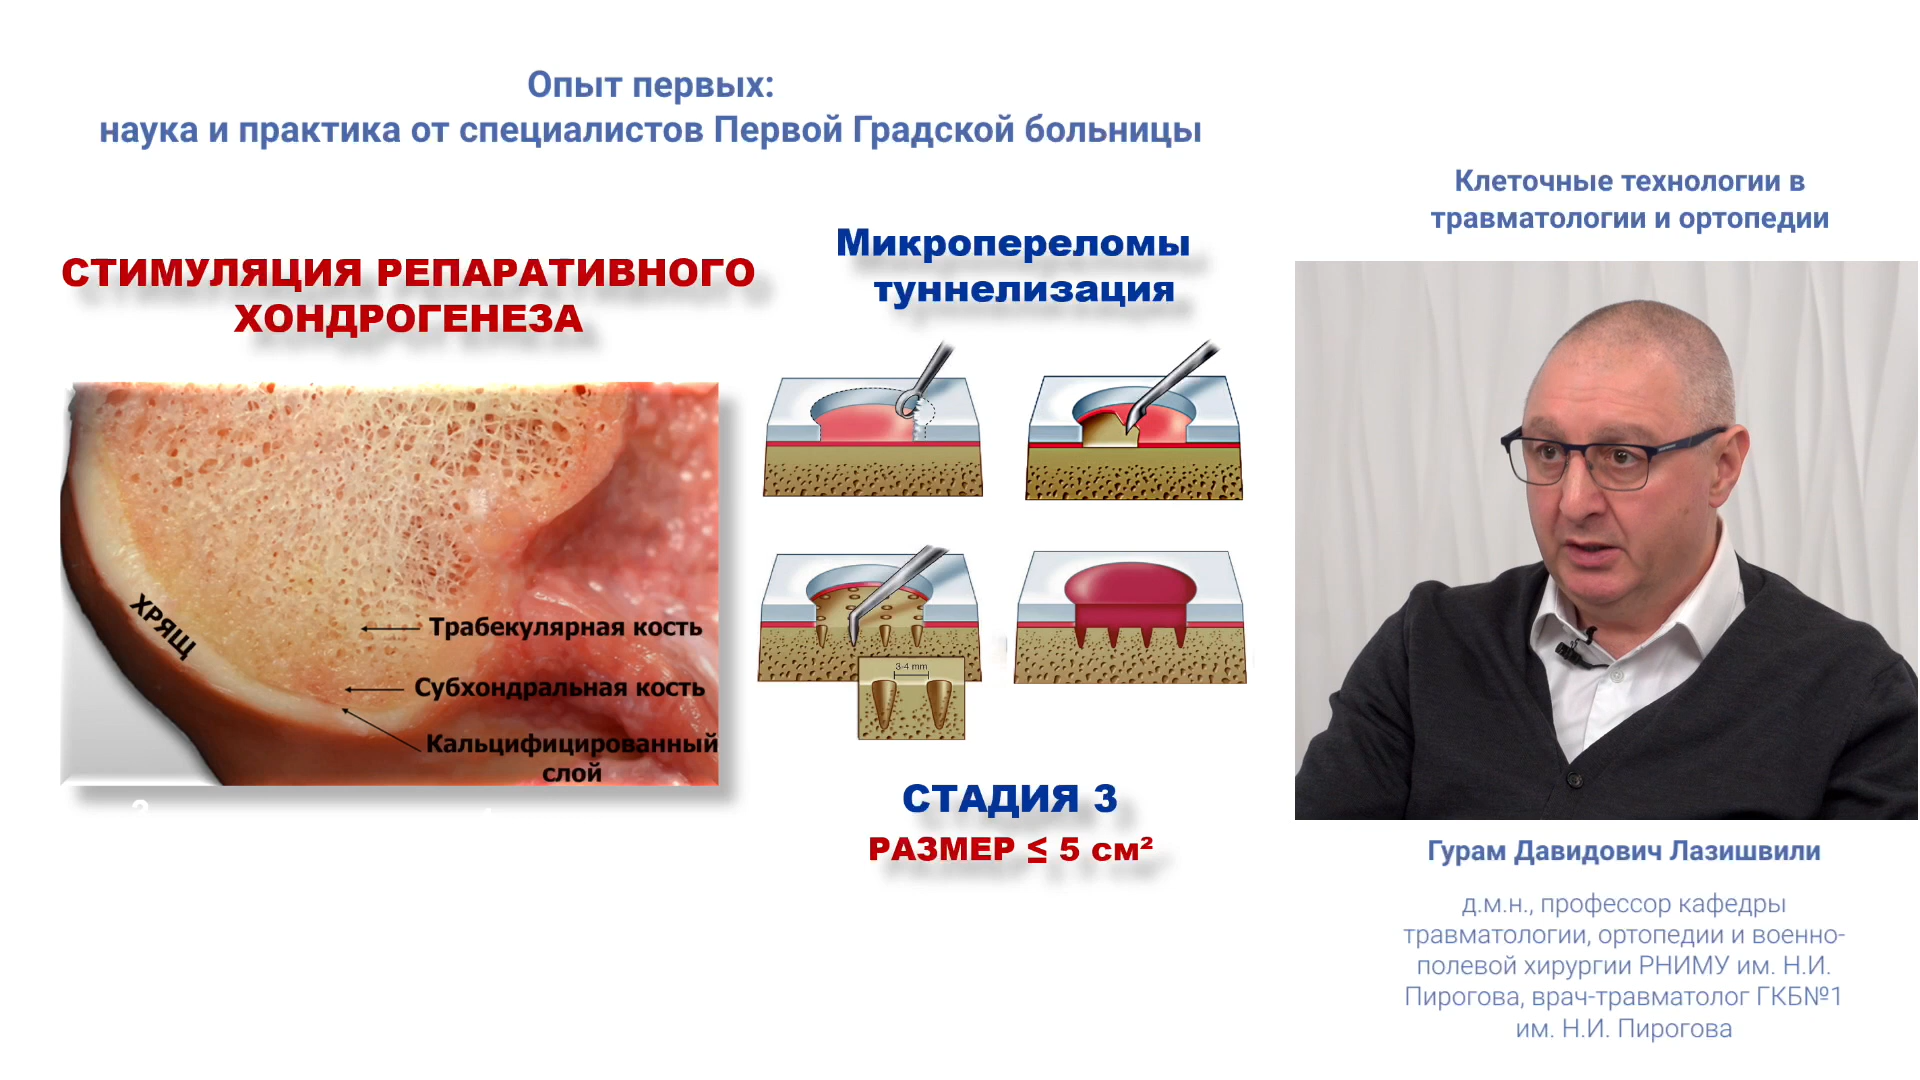 Опыт первых:
наука и практика от специалистов Первой Градской больницы
Клеточные технологии в
травматологии и ортопедии
СТИМУЛЯЦИЯ РЕПАРАТИВНОГО
ХОНДРОГЕНЕЗА
Микропереломы
туннелизация
ХРЯЩ
Трабекулярная кость
Субхондральная кость
Кальцифицированный
слой
3-4 mm
СТАДИЯ 3
РАЗМЕР ≤ 5 см²
Гурам Давидович Лазишвили
д.м.н., профессор кафедры
травматологии, ортопедии и военно-
полевой хирургии РНИМУ им. Н.И.
Пирогова, врач-травматолог ГКБ№1
им. Н.И. Пирогова